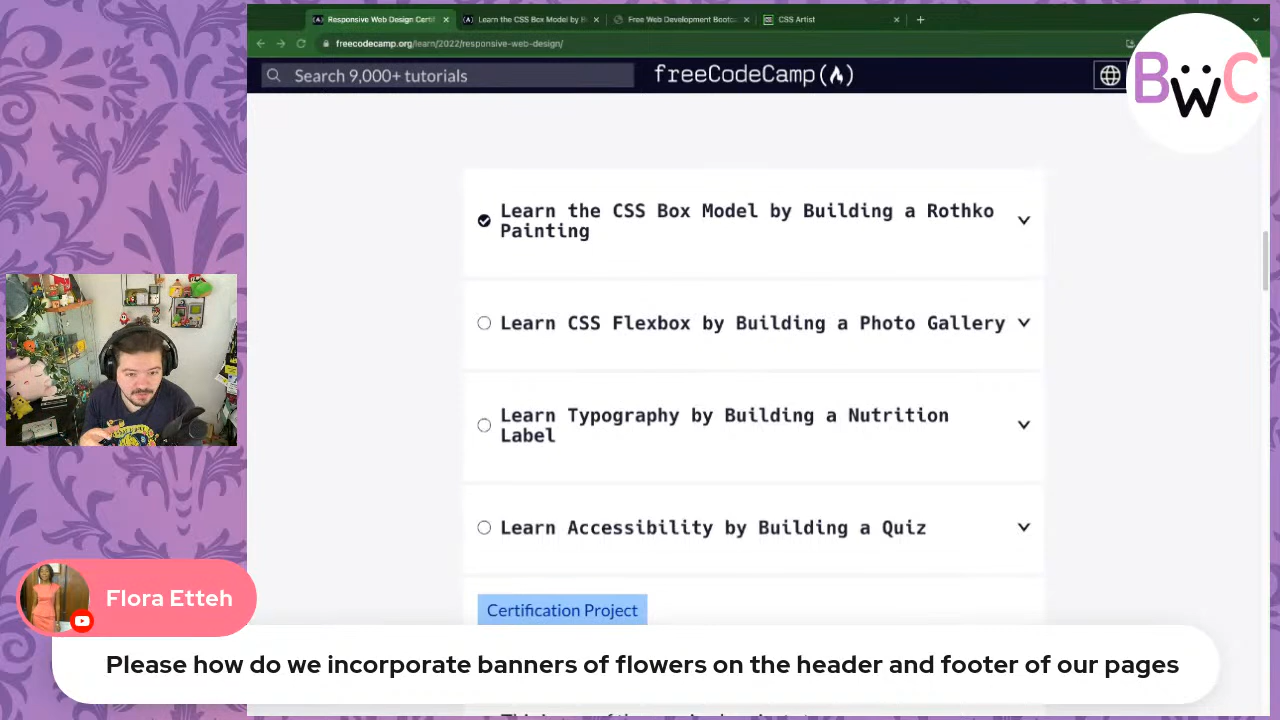 Responsive Web Design Certif
Learn the CSS Box Model by B
Free Web Development Bootca
CSS Artist
freecodecamp.org/learn/2022/responsive-web-design/
Search 9,000+ tutorials
freeCodeCamp
BwC
Learn the CSS Box Model by Building a Rothko
Painting
Learn CSS Flexbox by Building a Photo Gallery
Learn Typography by Building a Nutrition
Label
Learn Accessibility by Building a Quiz
Certification Project
Flora Etteh
Please how do we incorporate banners of flowers on the header and footer of our pages